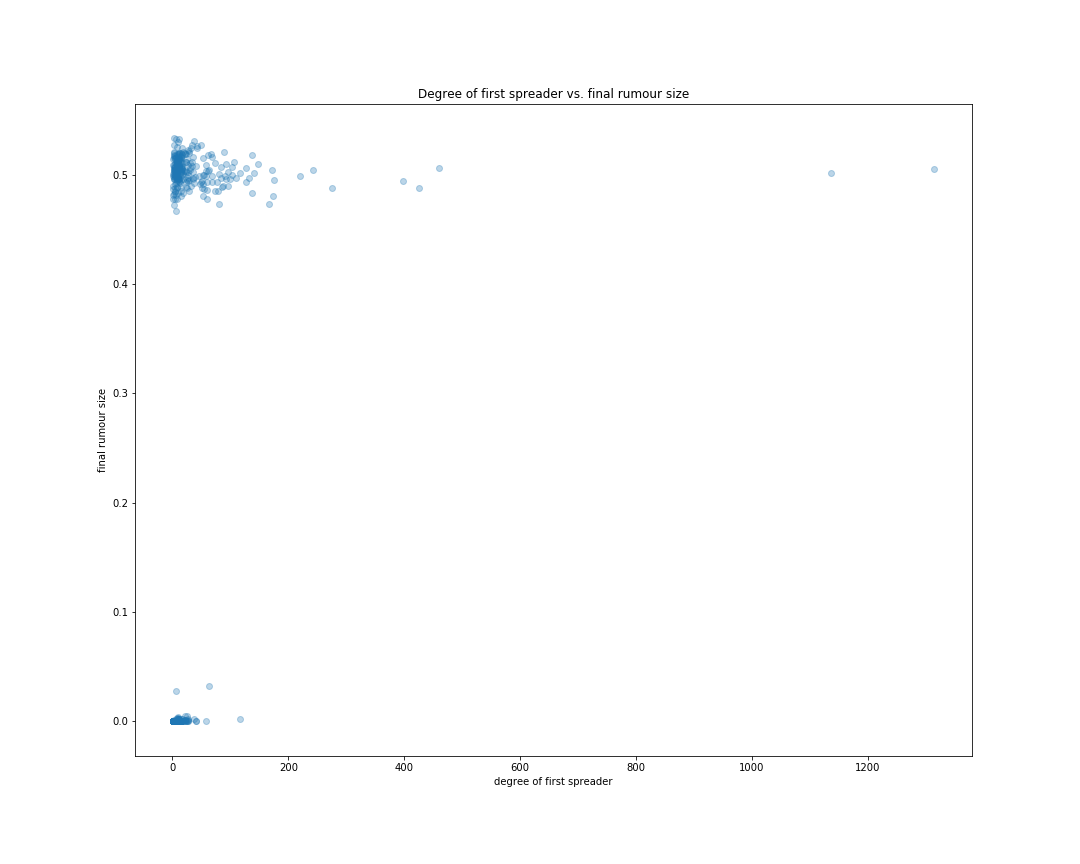 Degree of first spreader vs. final rumour size
0.5
0.4
0.3
0.2
0.1
0.0
final rumour size
0 200 400 600 800 1000 1200
degree of first spreader